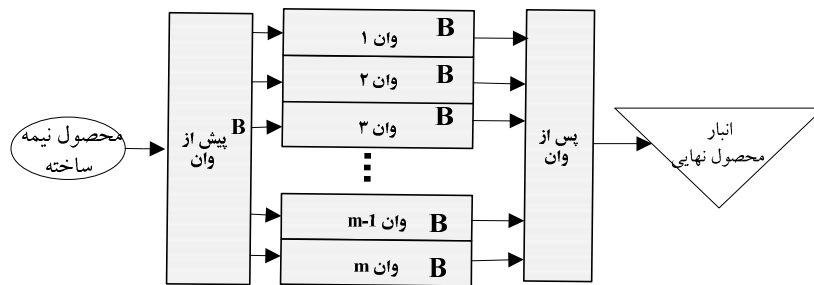 محصول نیمه
ساخته
پیش از
وان
B
وان ۱ B
وان ۲ B
وان ۳ B
وان m-1 B
وان m B
پس از
وان
انبار
محصول نهایی